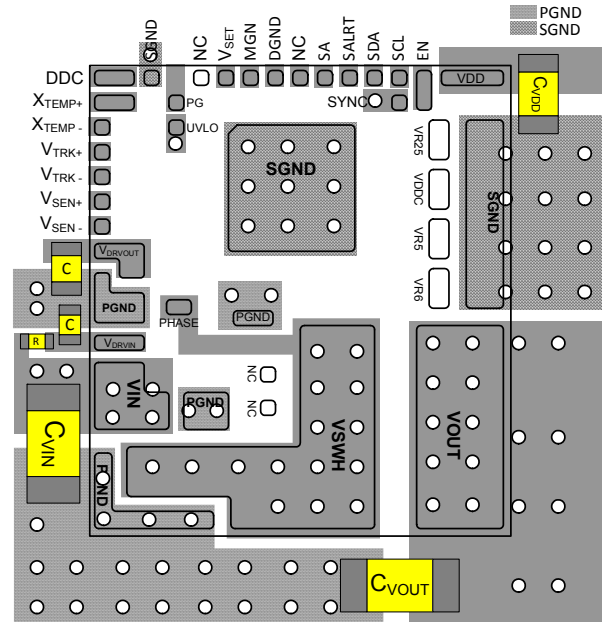 PGND
SGND
SGND
NC
VSET
MGN
DGND
NC
SA
SALRT
SDA
SCL
EN
DDC
VDD
CVDD
XTEMP+
PG
SYNC
XTEMP -
UVLO
VR25
VTRK+
SGND
SGND
VTRK -
VDDC
VSEN+
VSEN -
VR5
VDRVOUT
C
VR6
PGND
PHASE
PGND
C
R
VDRVIN
VIN
NC
PGND
NC
CVIN
VSWH
VOUT
PGND
CVOUT